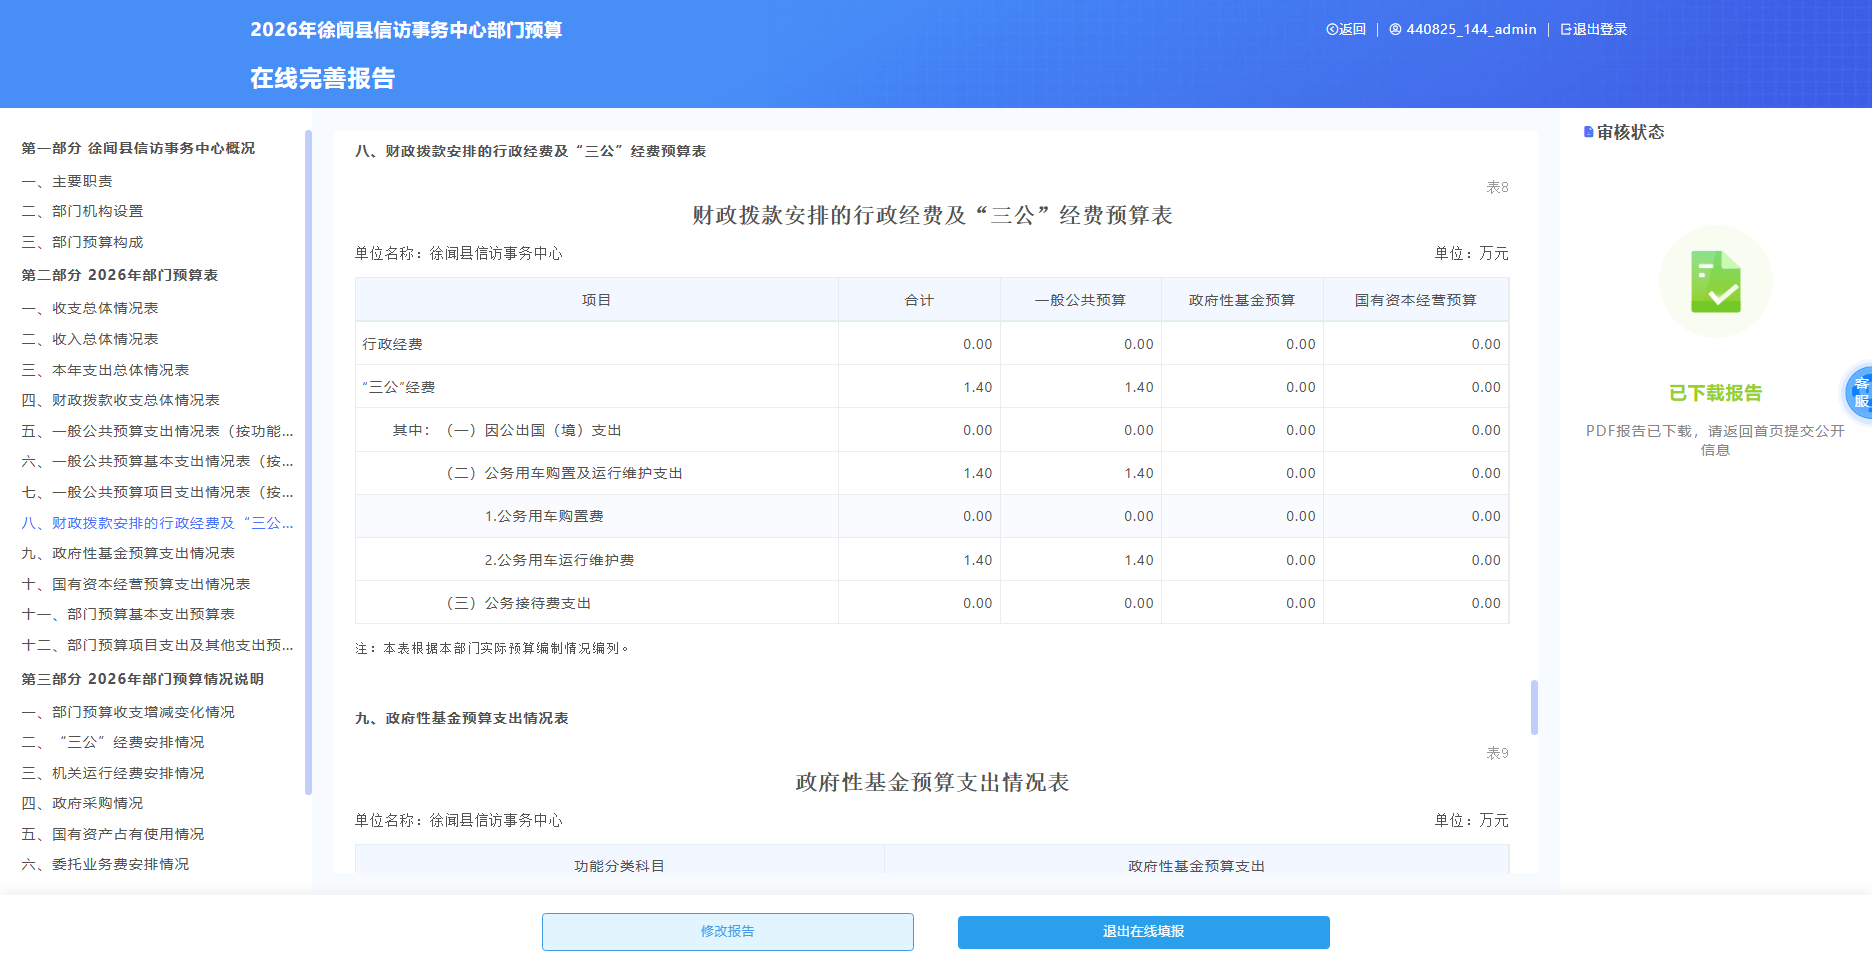 2026年徐闻县信访事务中心部门预算
返回 | 440825_144_admin | 退出登录
在线完善报告
第一部分 徐闻县信访事务中心概况
一、主要职责
二、部门机构设置
三、部门预算构成
第二部分 2026年部门预算表
一、收支总体情况表
二、收入总体情况表
三、本年支出总体情况表
四、财政拨款收支总体情况表
五、一般公共预算支出情况表（按功能...
六、一般公共预算基本支出情况表（按...
七、一般公共预算项目支出情况表（按...
八、财政拨款安排的行政经费及“三公...
九、政府性基金预算支出情况表
十、国有资本经营预算支出情况表
十一、部门预算基本支出预算表
十二、部门预算项目支出及其他支出预...
第三部分 2026年部门预算情况说明
一、部门预算收支增减变化情况
二、“三公”经费安排情况
三、机关运行经费安排情况
四、政府采购情况
五、国有资产占有使用情况
六、委托业务费安排情况
八、财政拨款安排的行政经费及“三公”经费预算表
表8
财政拨款安排的行政经费及“三公”经费预算表
单位名称：徐闻县信访事务中心 单位：万元
项目 合计 一般公共预算 政府性基金预算 国有资本经营预算
行政经费 0.00 0.00 0.00 0.00
“三公”经费 1.40 1.40 0.00 0.00
其中：（一）因公出国（境）支出 0.00 0.00 0.00 0.00
（二）公务用车购置及运行维护支出 1.40 1.40 0.00 0.00
1.公务用车购置费 0.00 0.00 0.00 0.00
2.公务用车运行维护费 1.40 1.40 0.00 0.00
（三）公务接待费支出 0.00 0.00 0.00 0.00
注：本表根据本部门实际预算编制情况编列。
九、政府性基金预算支出情况表
表9
政府性基金预算支出情况表
单位名称：徐闻县信访事务中心 单位：万元
功能分类科目 政府性基金预算支出
审核状态
已下载报告
PDF报告已下载，请返回首页提交公开
信息
客
服
修改报告 退出在线填报